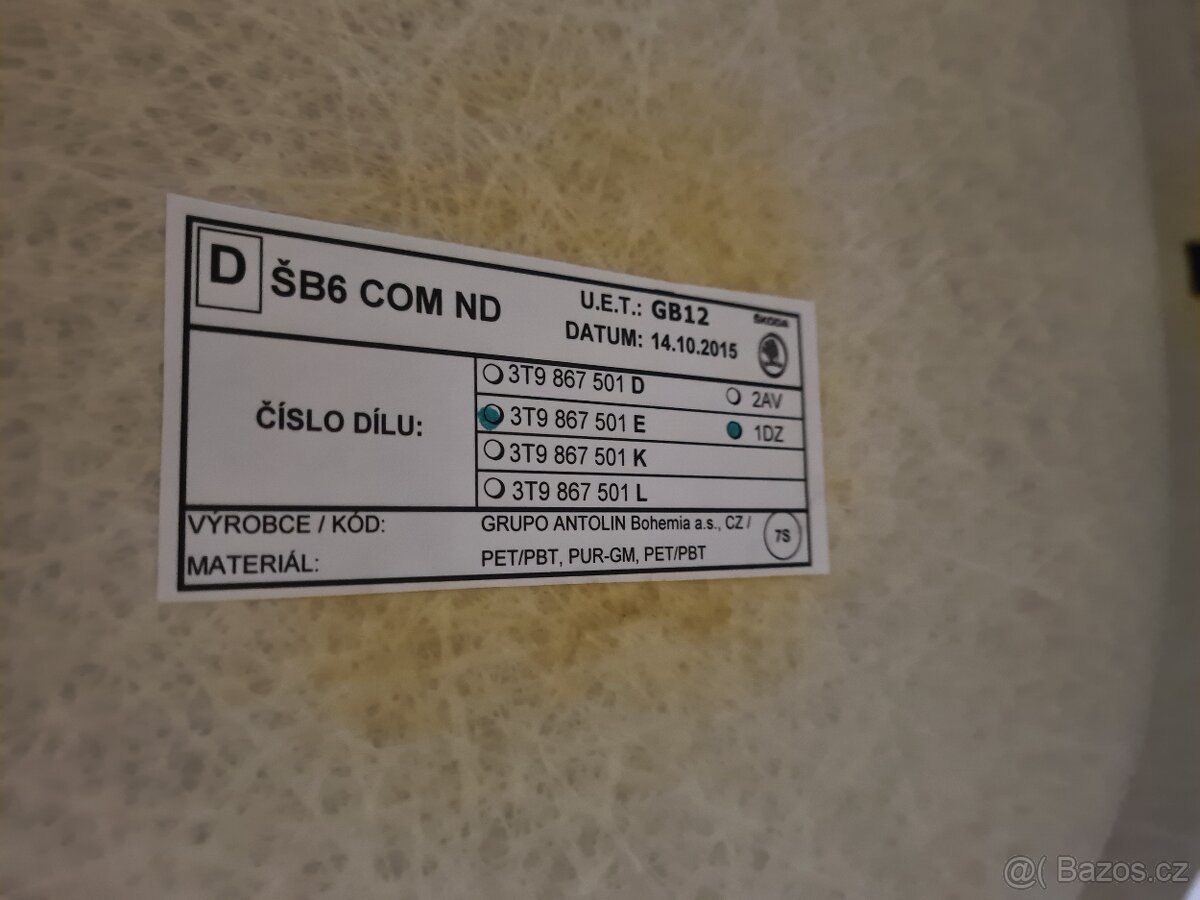 D ŠB6 COM ND
U.E.T.: GB12
DATUM: 14.10.2015
ŠKODA
ČÍSLO DÍLU:
3T9 867 501 D
2AV
3T9 867 501 E
1DZ
3T9 867 501 K
3T9 867 501 L
VÝROBCE / KÓD: GRUPO ANTOLIN Bohemia a.s., CZ / 7S
MATERIÁL: PET/PBT, PUR-GM, PET/PBT
@( Bazos.cz